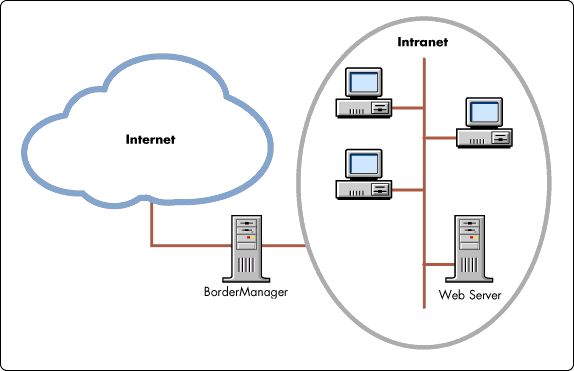 Intranet
Internet
BorderManager
Web Server